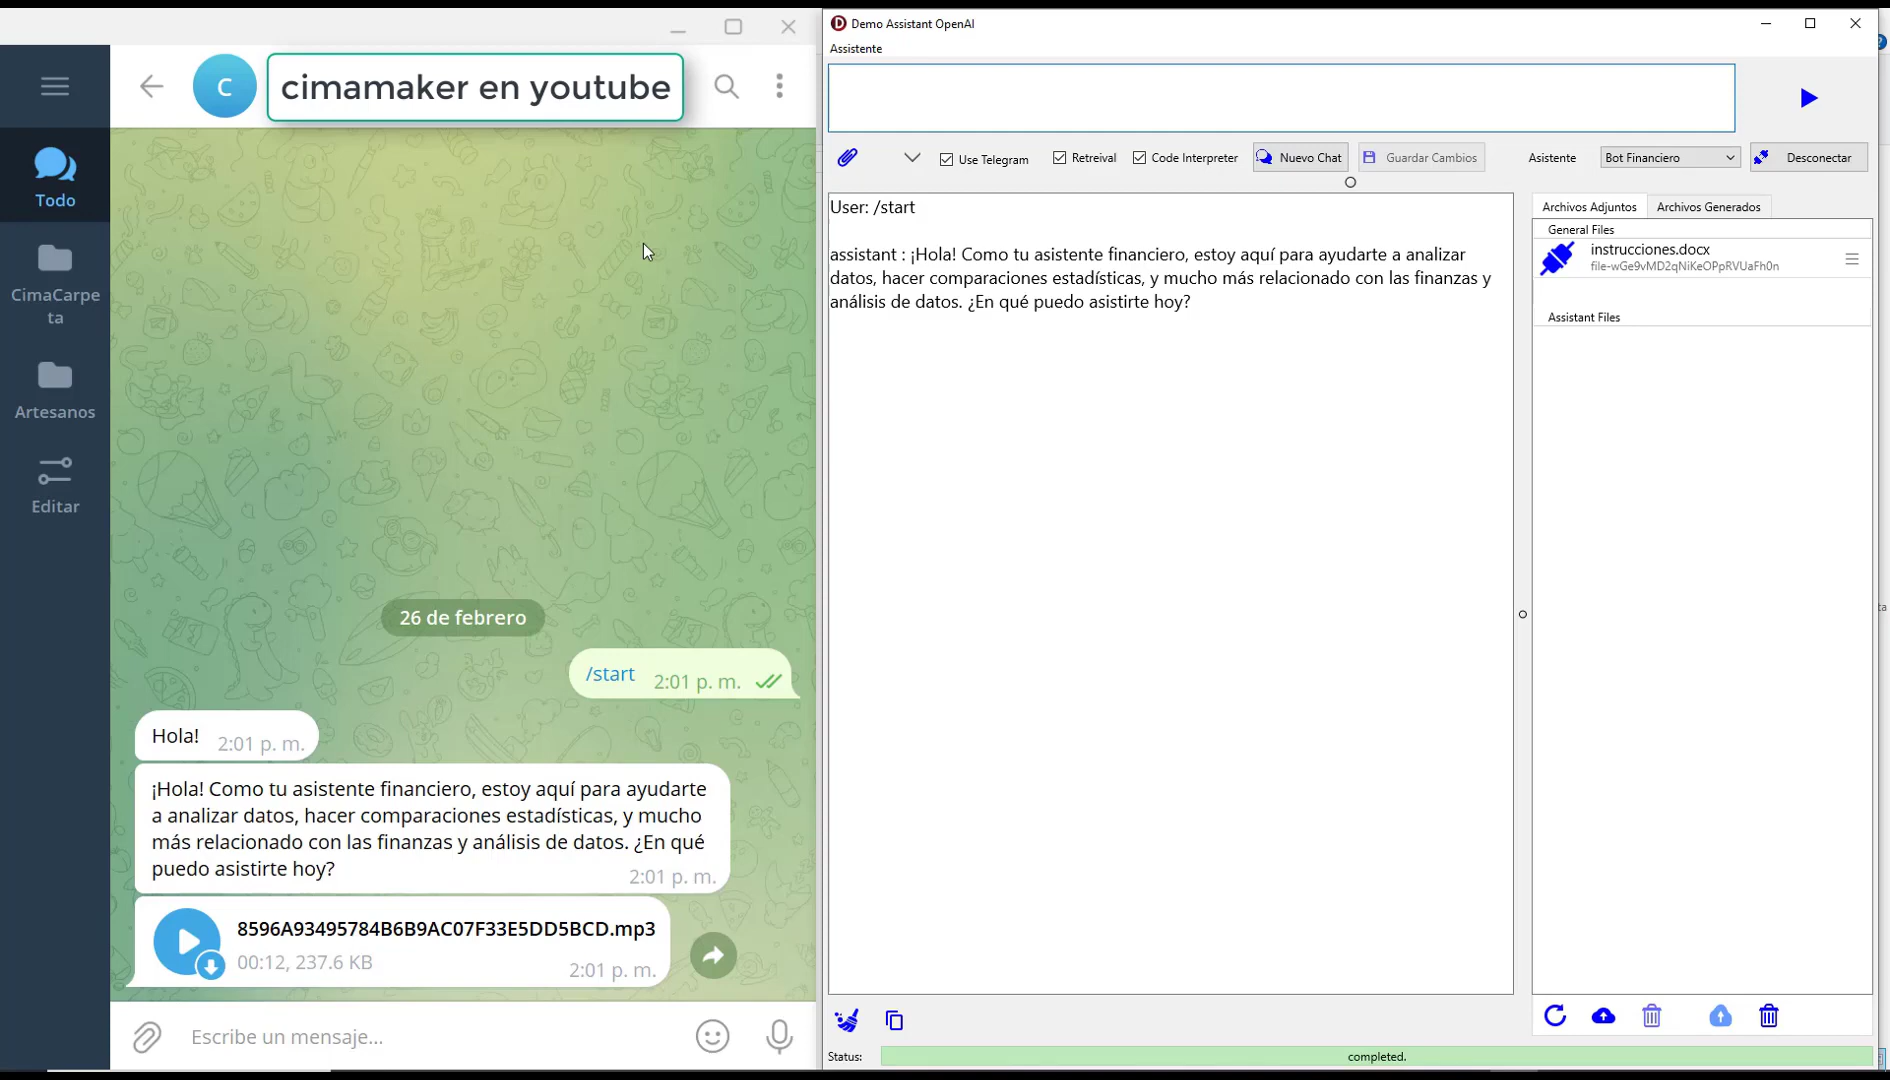 C
cimamaker en youtube
Todo
CimaCarpe
ta
Artesanos
Editar
26 de febrero
/start 2:01 p. m.
Hola! 2:01 p. m.
¡Hola! Como tu asistente financiero, estoy aquí para ayudarte
a analizar datos, hacer comparaciones estadísticas, y mucho
más relacionado con las finanzas y análisis de datos. ¿En qué
puedo asistirte hoy?
2:01 p. m.
8596A93495784B6B9AC07F33E5DD5BCD.mp3
00:12, 237.6 KB 2:01 p. m.
Escribe un mensaje...
Demo Assistant OpenAI
Assistente
Use Telegram Retreival Code Interpreter Nuevo Chat Guardar Cambios Asistente Bot Financiero Desconectar
User: /start
assistant : ¡Hola! Como tu asistente financiero, estoy aquí para ayudarte a analizar
datos, hacer comparaciones estadísticas, y mucho más relacionado con las finanzas y
análisis de datos. ¿En qué puedo asistirte hoy?
Archivos Adjuntos Archivos Generados
General Files
instrucciones.docx
file-wGe9vMD2qNiKeOPpRVUaFh0n
Assistant Files
Status: completed.
ta